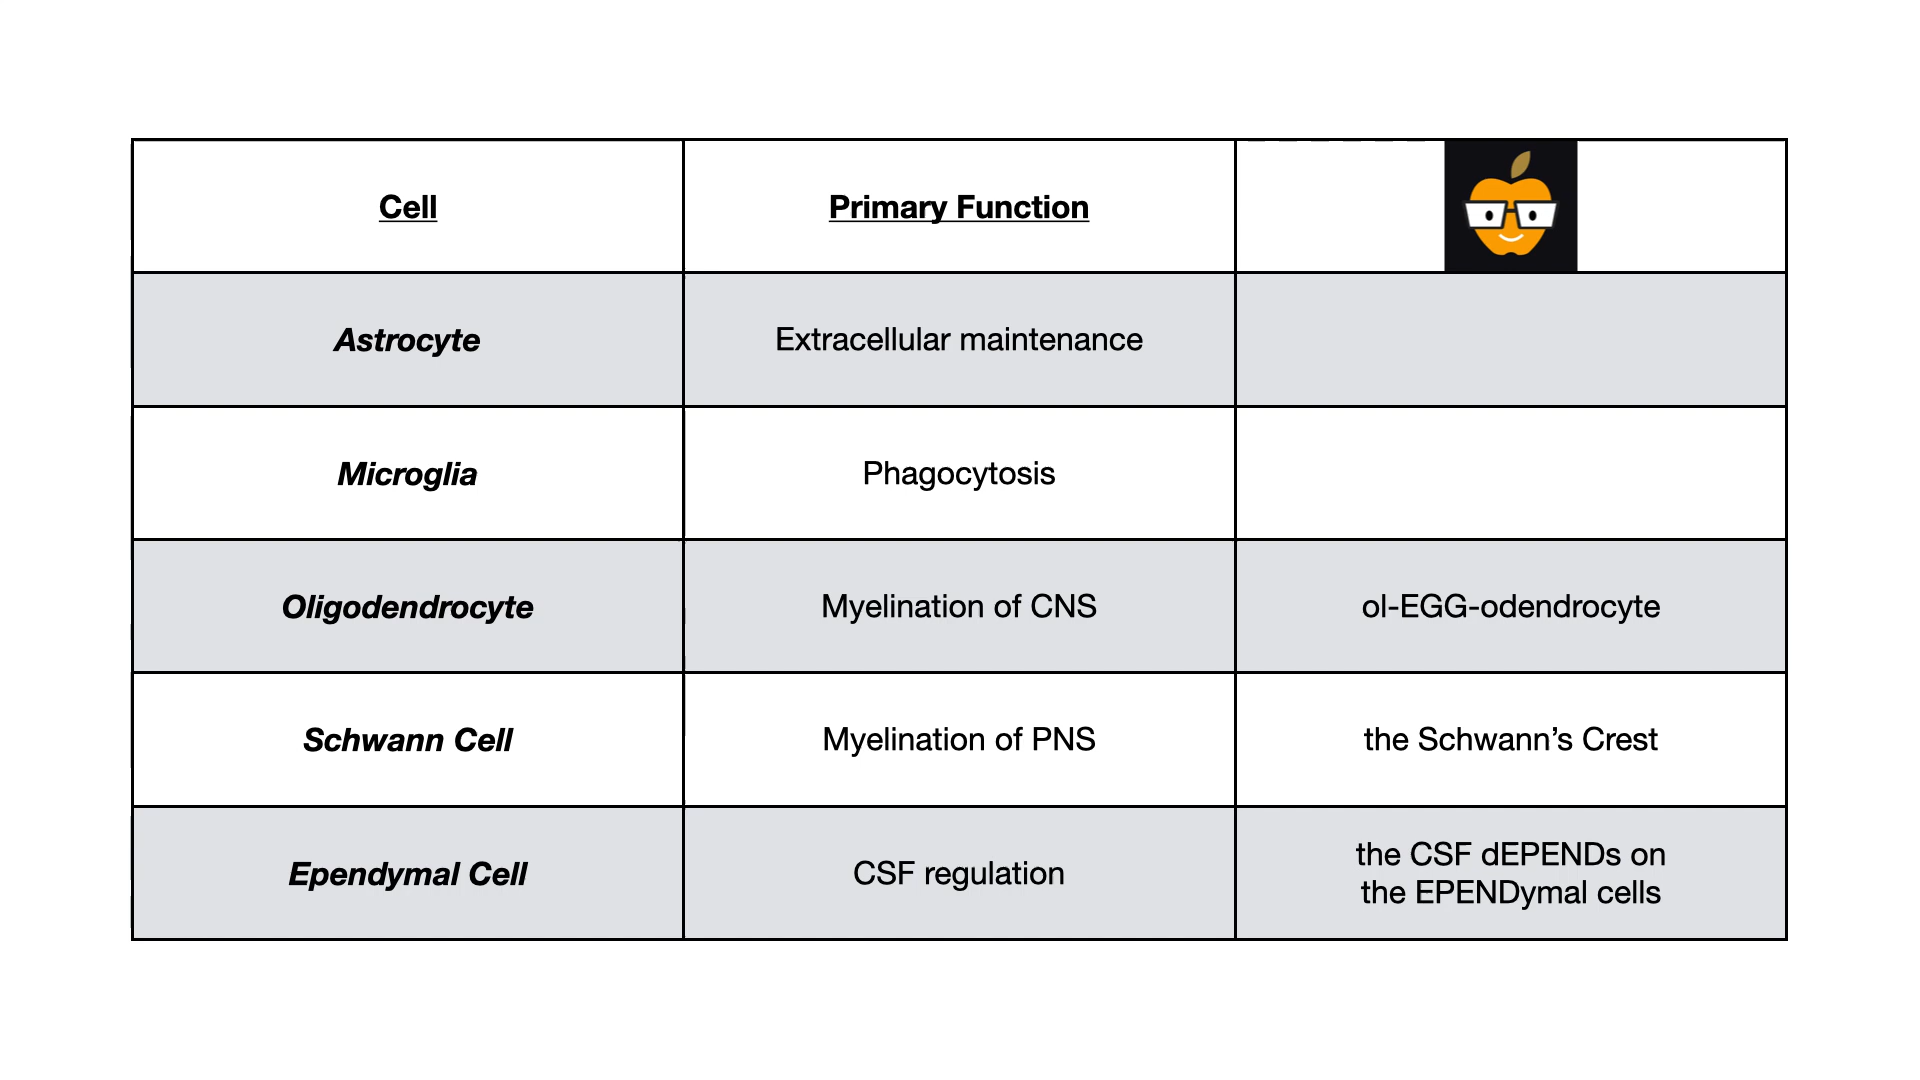 Cell
Primary Function
Astrocyte
Extracellular maintenance
Microglia
Phagocytosis
Oligodendrocyte
Myelination of CNS
ol-EGG-odendrocyte
Schwann Cell
Myelination of PNS
the Schwann’s Crest
Ependymal Cell
CSF regulation
the CSF dEPENDs on
the EPENDymal cells